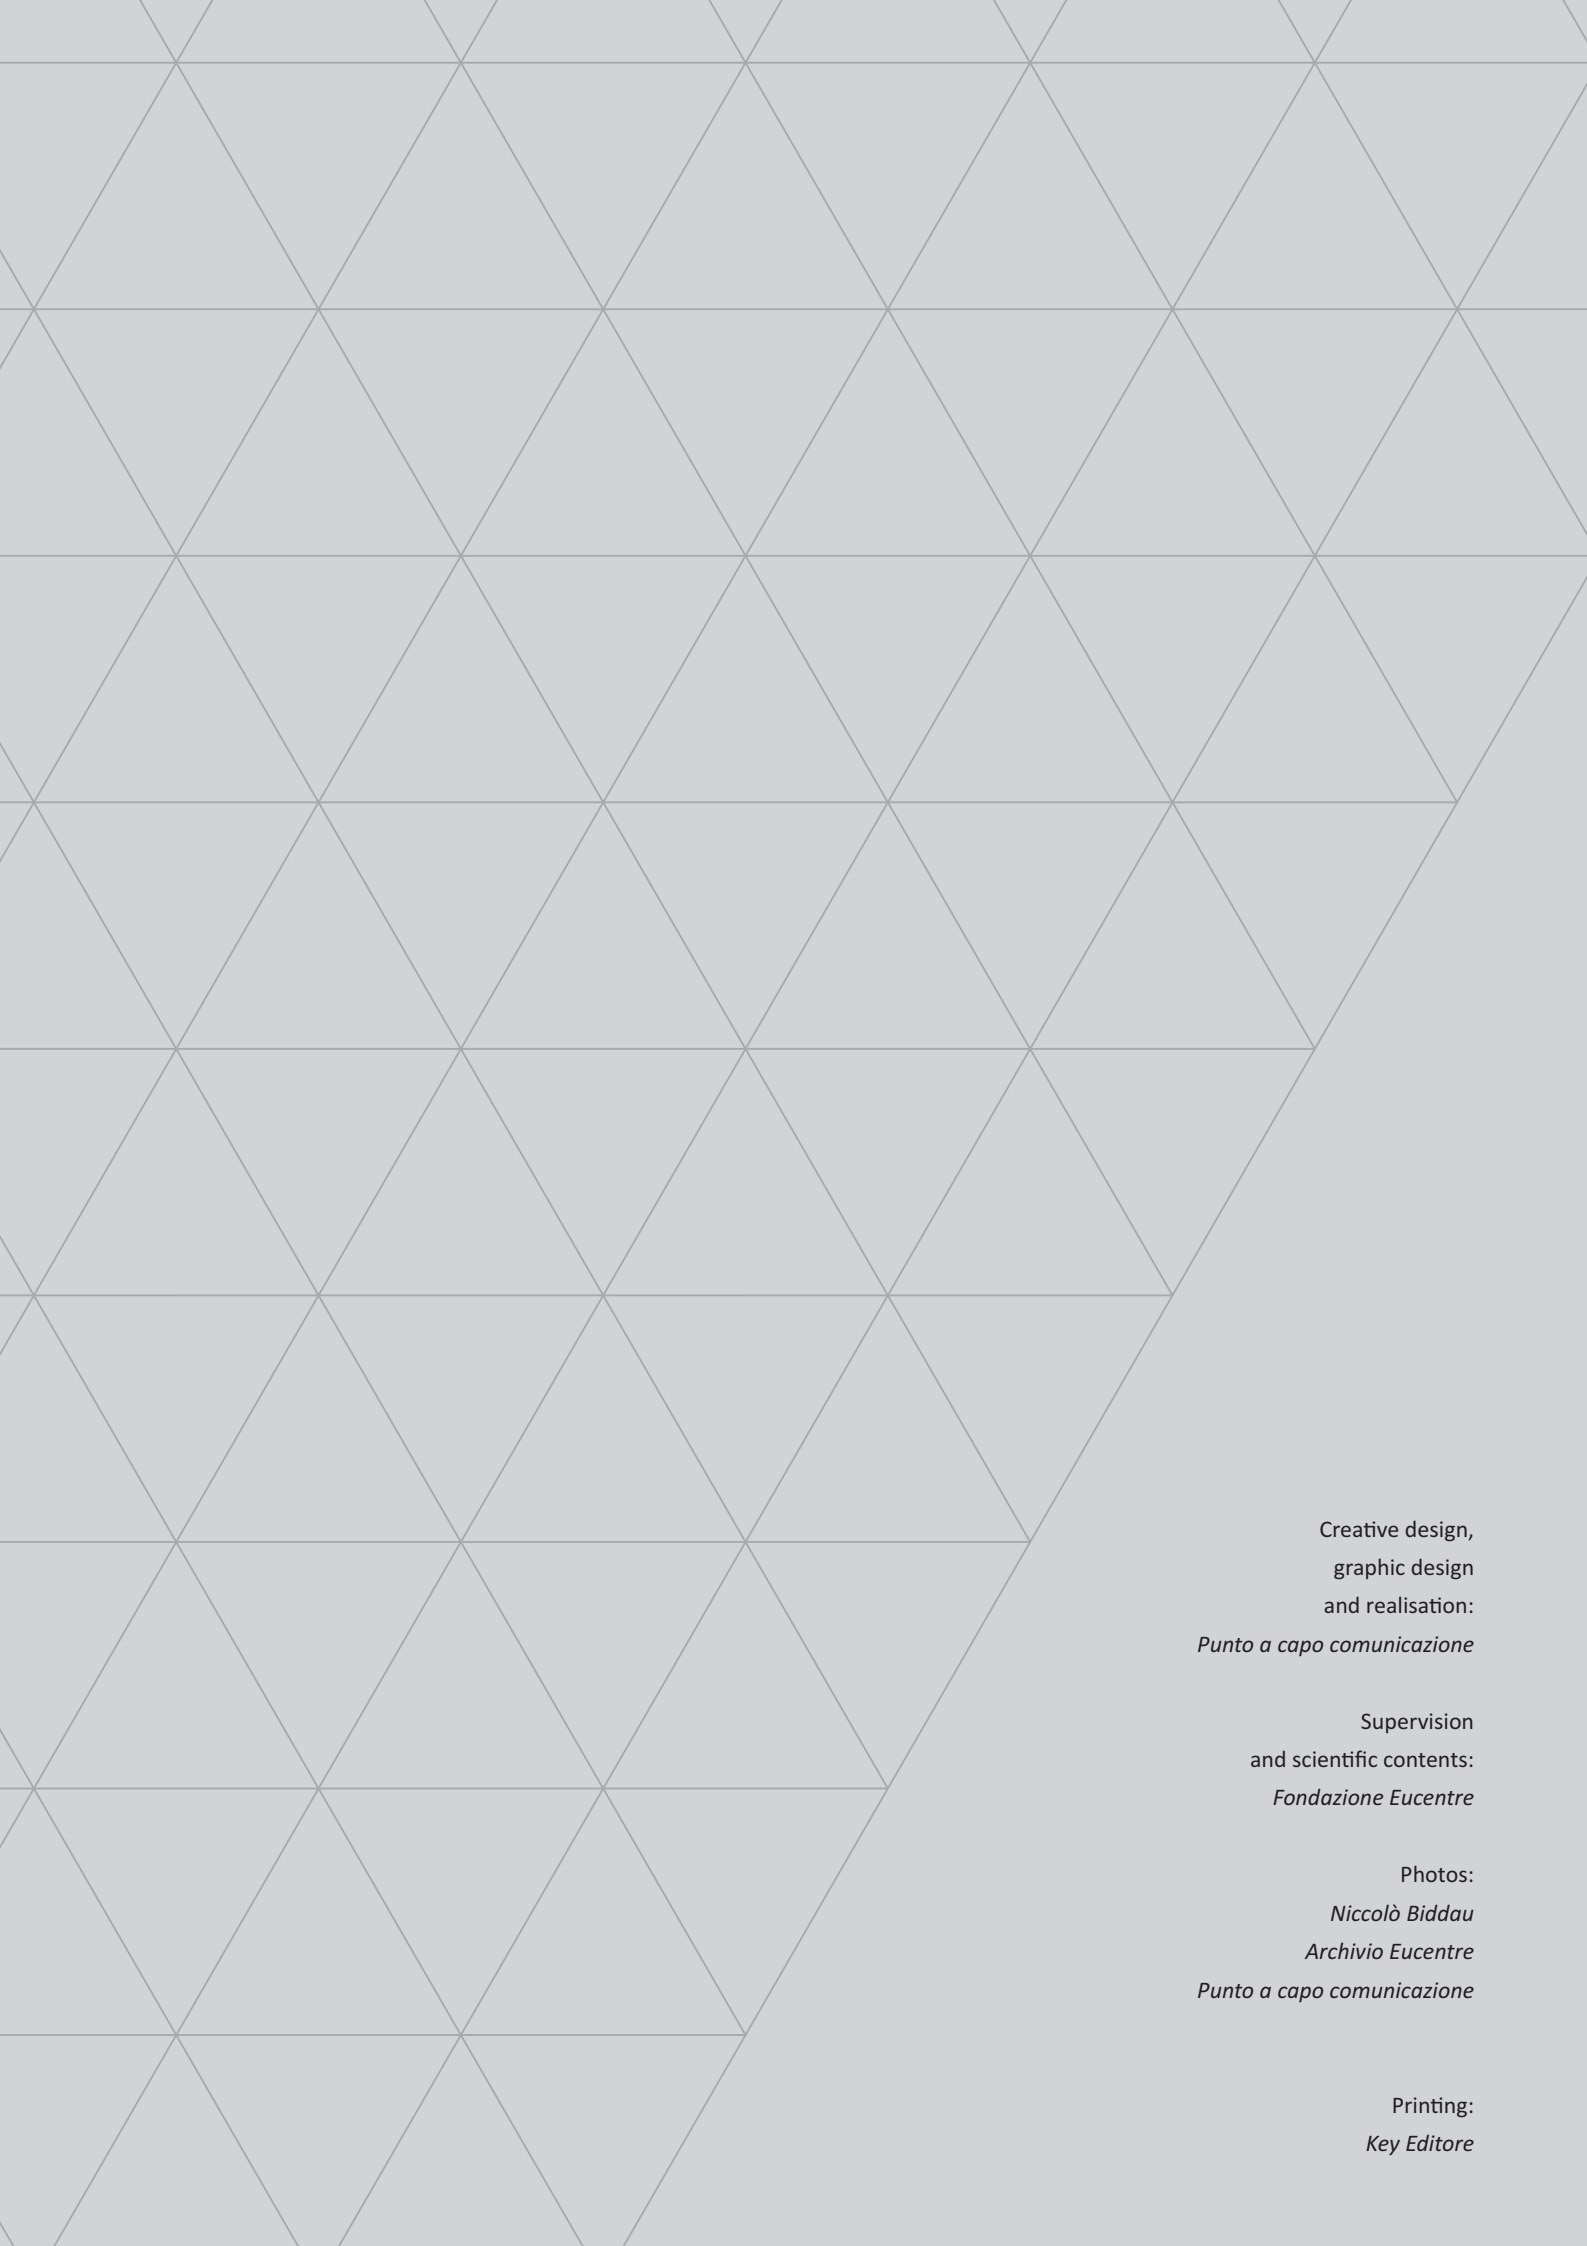 Creative design,
graphic design
and realisation:
Punto a capo comunicazione
Supervision
and scientific contents:
Fondazione Eucentre
Photos:
Niccolò Biddau
Archivio Eucentre
Punto a capo comunicazione
Printing:
Key Editore